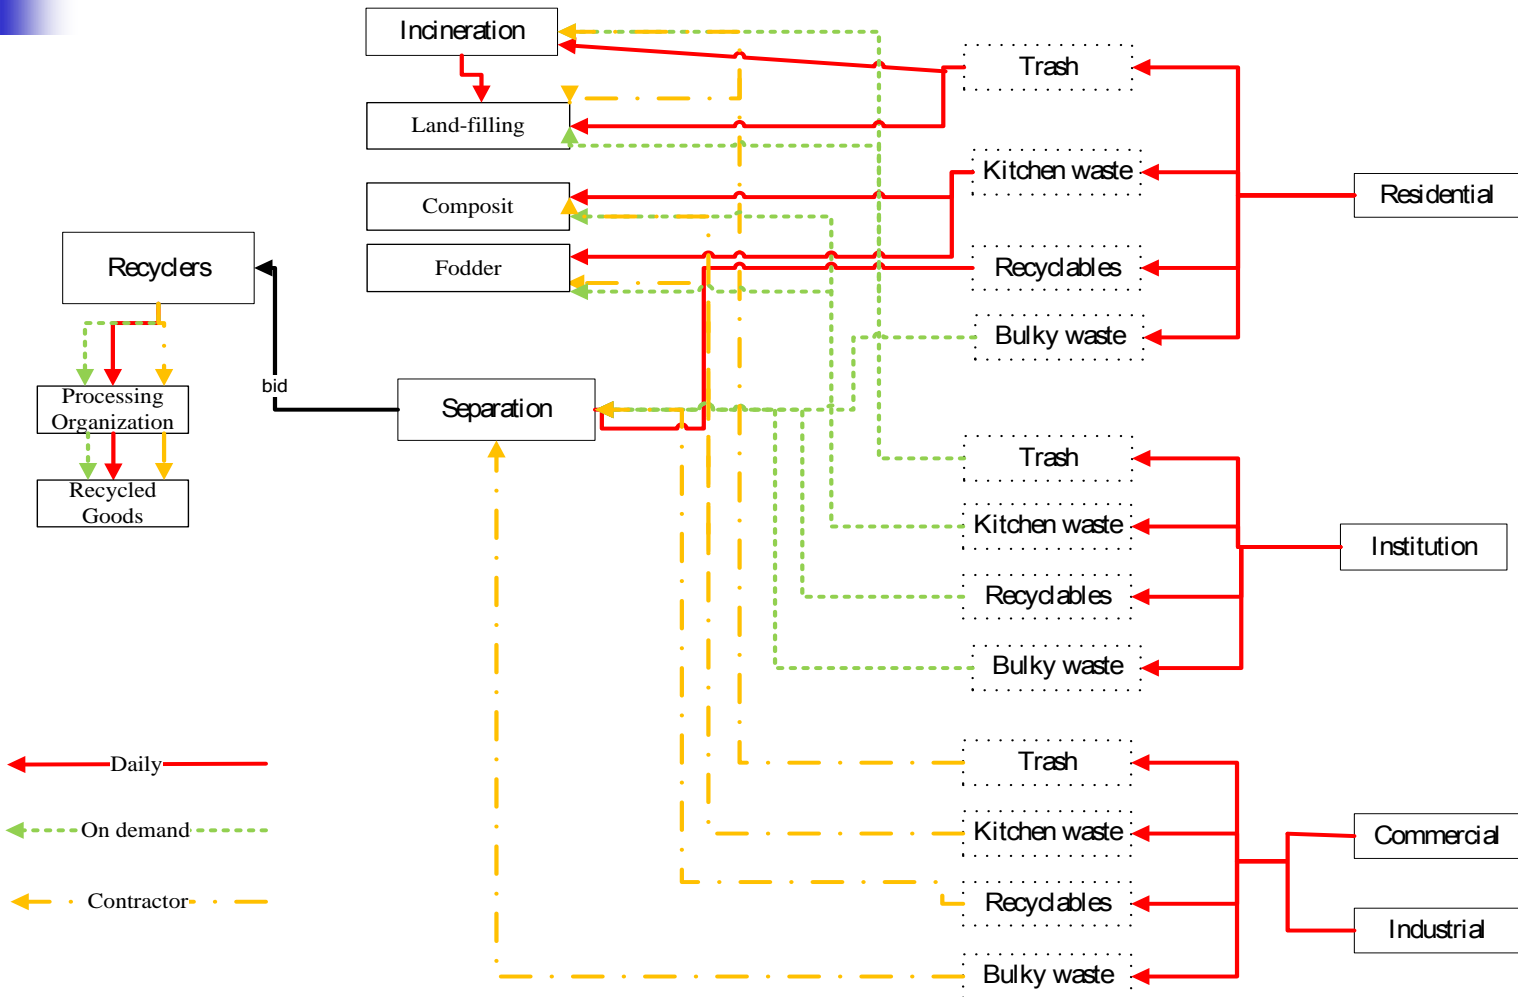 Incineration
Land-filling
Composit
Fodder
Recyclers
Processing
Organization
Recycled
Goods
bid
Separation
Trash
Kitchen waste
Recyclables
Bulky waste
Residential
Trash
Kitchen waste
Recyclables
Bulky waste
Institution
Trash
Kitchen waste
Recyclables
Bulky waste
Commercial
Industrial
Daily
On demand
Contractor